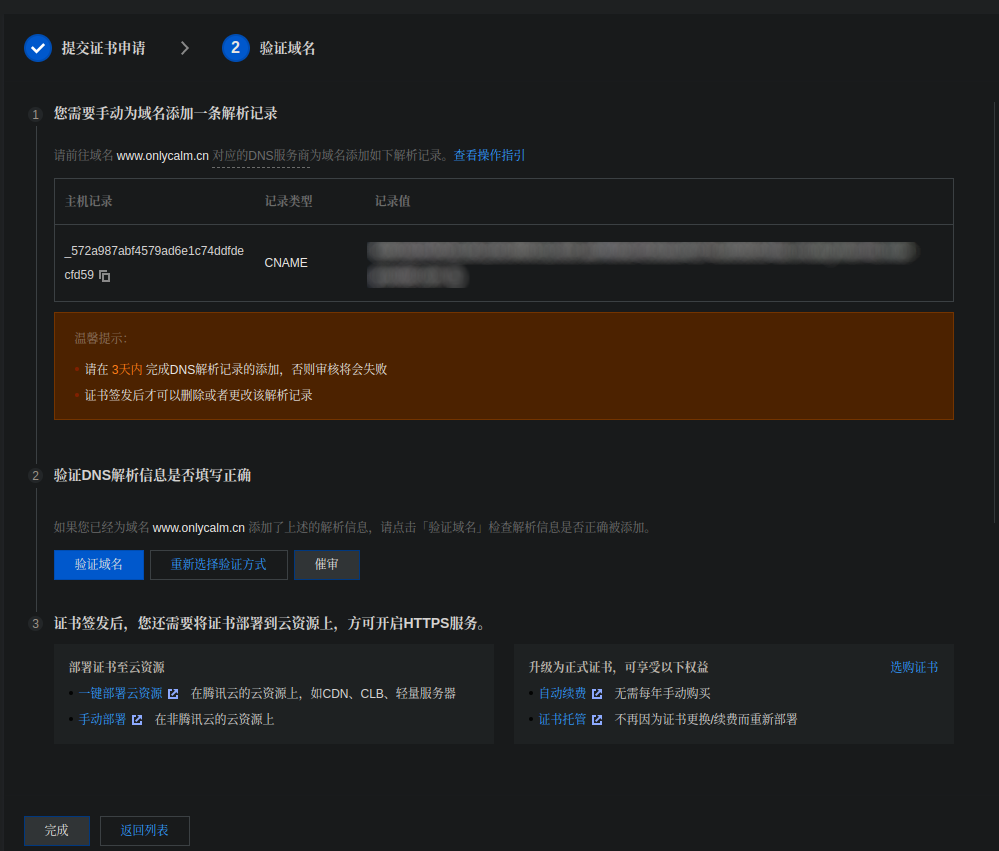 提交证书申请
2 验证域名
1 您需要手动为域名添加一条解析记录
请前往域名 www.onlycalm.cn 对应的DNS服务商为域名添加如下解析记录。查看操作指引
主机记录 记录类型 记录值
_572a987abf4579ad6e1c74ddfde
cfd59
CNAME
温馨提示：
请在 3天内 完成DNS解析记录的添加，否则审核将会失败
证书签发后才可以删除或者更改该解析记录
2 验证DNS解析信息是否填写正确
如果您已经为域名 www.onlycalm.cn 添加了上述的解析信息，请点击「验证域名」检查解析信息是否正确被添加。
验证域名 重新选择验证方式 催审
3 证书签发后，您还需要将证书部署到云资源上，方可开启HTTPS服务。
部署证书至云资源
一键部署云资源 在腾讯云的云资源上，如CDN、CLB、轻量服务器
手动部署 在非腾讯云的云资源上
升级为正式证书，可享受以下权益 选购证书
自动续费 无需每年手动购买
证书托管 不再因为证书更换/续费而重新部署
完成 返回列表